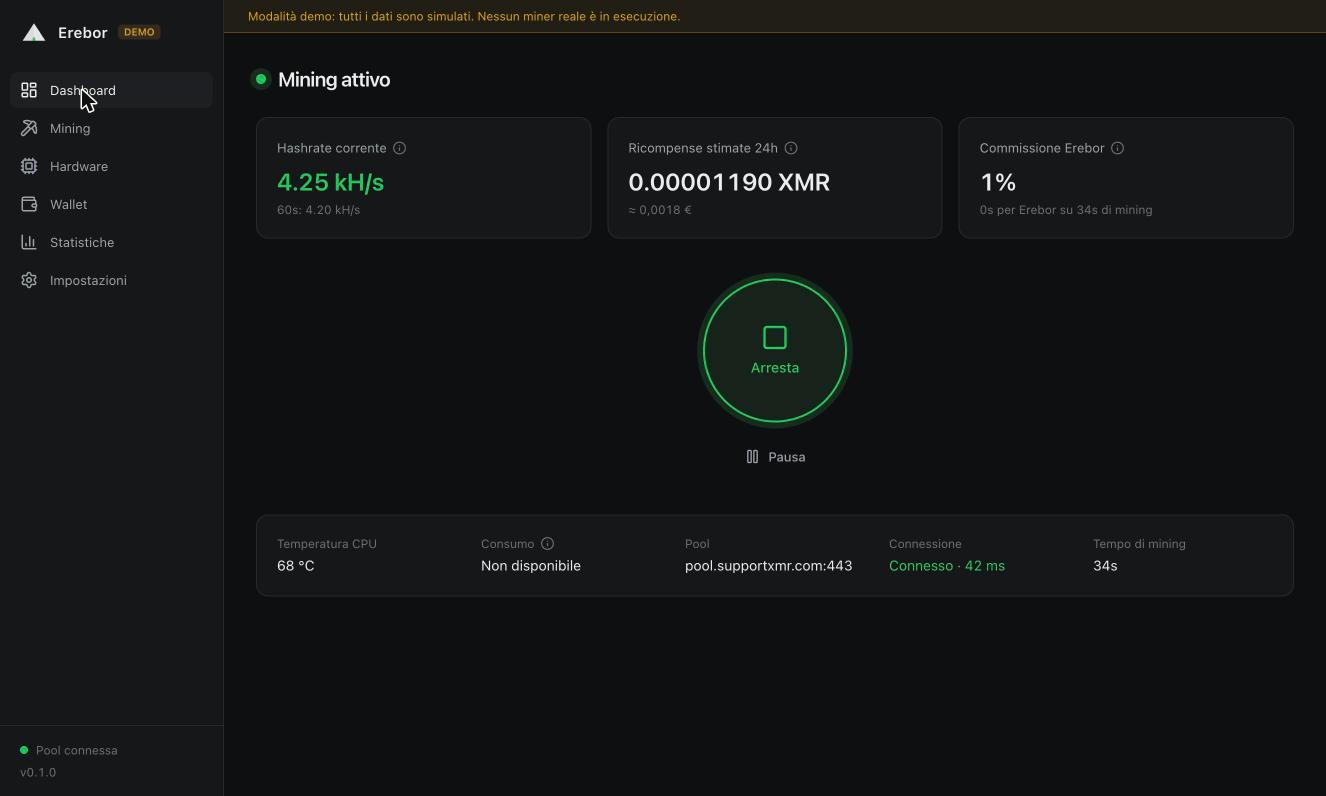 Erebor DEMO
Modalità demo: tutti i dati sono simulati. Nessun miner reale è in esecuzione.
Dashboard
Mining
Hardware
Wallet
Statistiche
Impostazioni
Mining attivo
Hashrate corrente
4.25 kH/s
60s: 4.20 kH/s
Ricompense stimate 24h
0.00001190 XMR
≈ 0,0018 €
Commissione Erebor
1%
0s per Erebor su 34s di mining
Arresta
Pausa
Temperatura CPU
68 °C
Consumo
Non disponibile
Pool
pool.supportxmr.com:443
Connessione
Connesso · 42 ms
Tempo di mining
34s
Pool connessa
v0.1.0